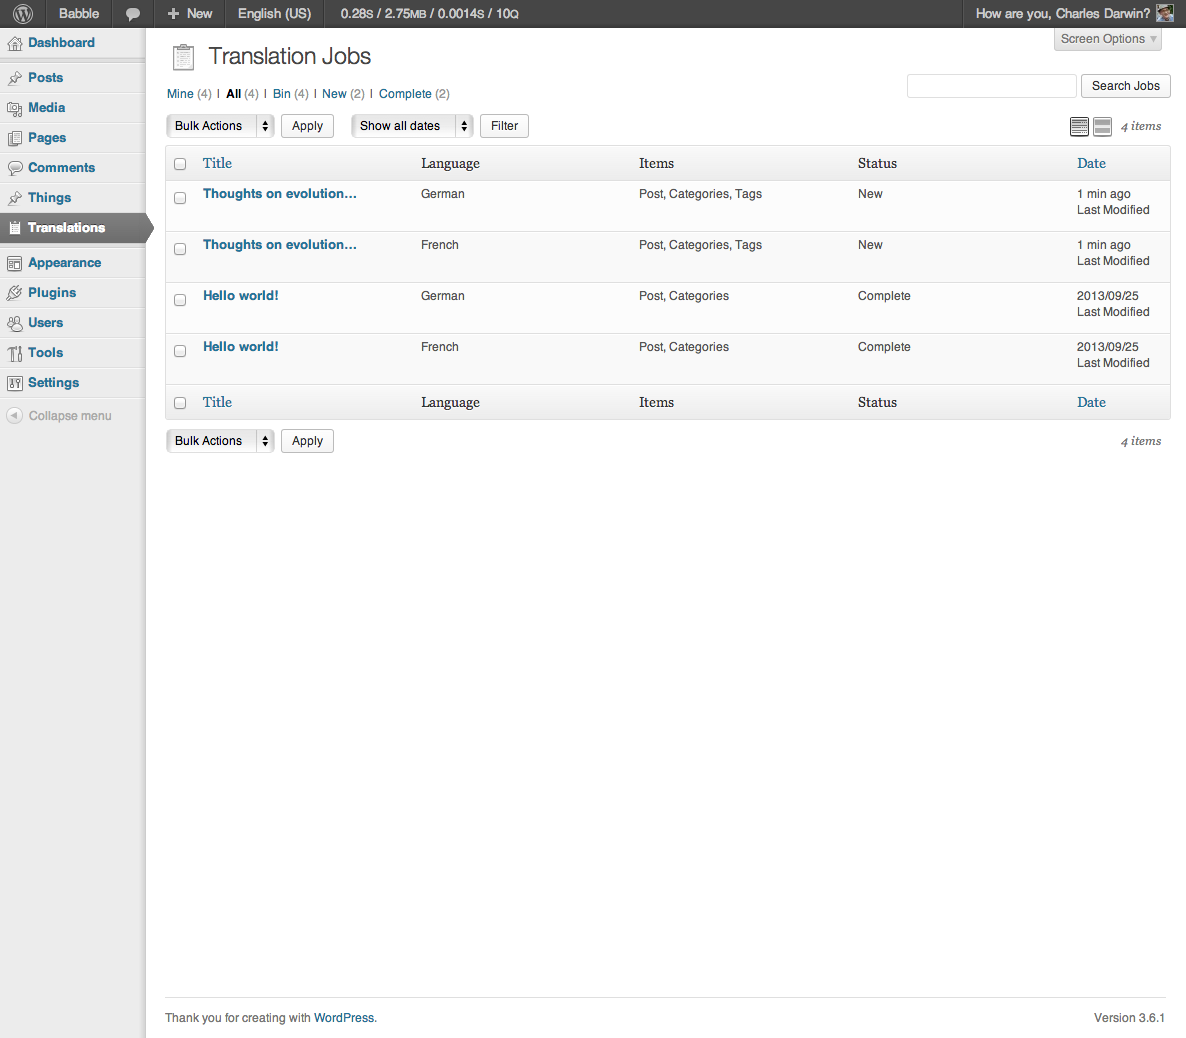 Babble New English (US) 0.28S / 2.75MB / 0.0014S / 10Q How are you, Charles Darwin?
Screen Options
Dashboard
Posts
Media
Pages
Comments
Things
Translations
Appearance
Plugins
Users
Tools
Settings
Collapse menu
Translation Jobs
Mine (4) | All (4) | Bin (4) | New (2) | Complete (2)
Search Jobs
Bulk Actions Apply Show all dates Filter 4 items
Title Language Items Status Date
Thoughts on evolution… German Post, Categories, Tags New 1 min ago
Last Modified
Thoughts on evolution… French Post, Categories, Tags New 1 min ago
Last Modified
Hello world! German Post, Categories Complete 2013/09/25
Last Modified
Hello world! French Post, Categories Complete 2013/09/25
Last Modified
Title Language Items Status Date
Bulk Actions Apply 4 items
Thank you for creating with WordPress. Version 3.6.1